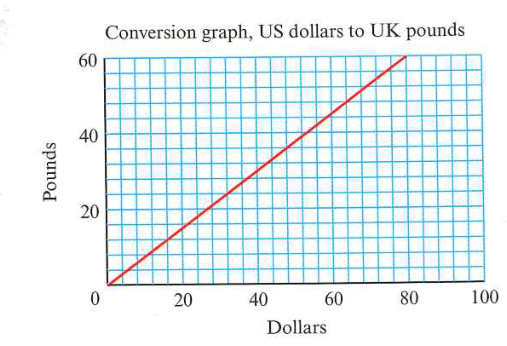 Conversion graph, US dollars to UK pounds
60
40
20
Pounds
0 20 40 60 80 100
Dollars